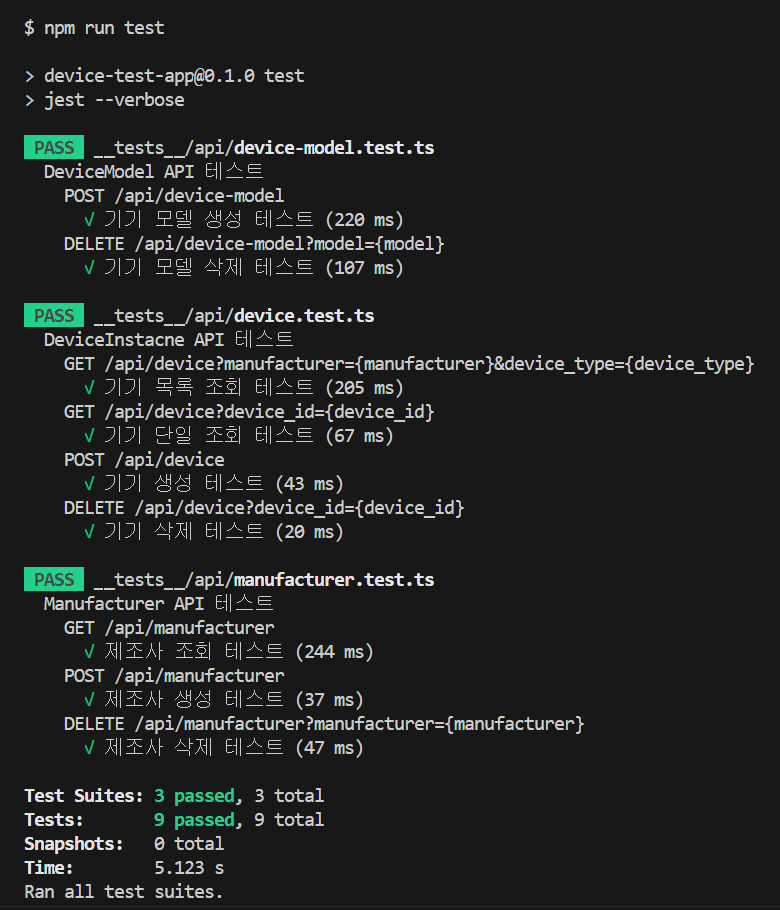 $ npm run test
> device-test-app@0.1.0 test
> jest --verbose
PASS __tests__/api/device-model.test.ts
DeviceModel API 테스트
POST /api/device-model
√ 기기 모델 생성 테스트 (220 ms)
DELETE /api/device-model?model={model}
√ 기기 모델 삭제 테스트 (107 ms)
PASS __tests__/api/device.test.ts
DeviceInstacne API 테스트
GET /api/device?manufacturer={manufacturer}&device_type={device_type}
√ 기기 목록 조회 테스트 (205 ms)
GET /api/device?device_id={device_id}
√ 기기 단일 조회 테스트 (67 ms)
POST /api/device
√ 기기 생성 테스트 (43 ms)
DELETE /api/device?device_id={device_id}
√ 기기 삭제 테스트 (20 ms)
PASS __tests__/api/manufacturer.test.ts
Manufacturer API 테스트
GET /api/manufacturer
√ 제조사 조회 테스트 (244 ms)
POST /api/manufacturer
√ 제조사 생성 테스트 (37 ms)
DELETE /api/manufacturer?manufacturer={manufacturer}
√ 제조사 삭제 테스트 (47 ms)
Test Suites: 3 passed, 3 total
Tests: 9 passed, 9 total
Snapshots: 0 total
Time: 5.123 s
Ran all test suites.